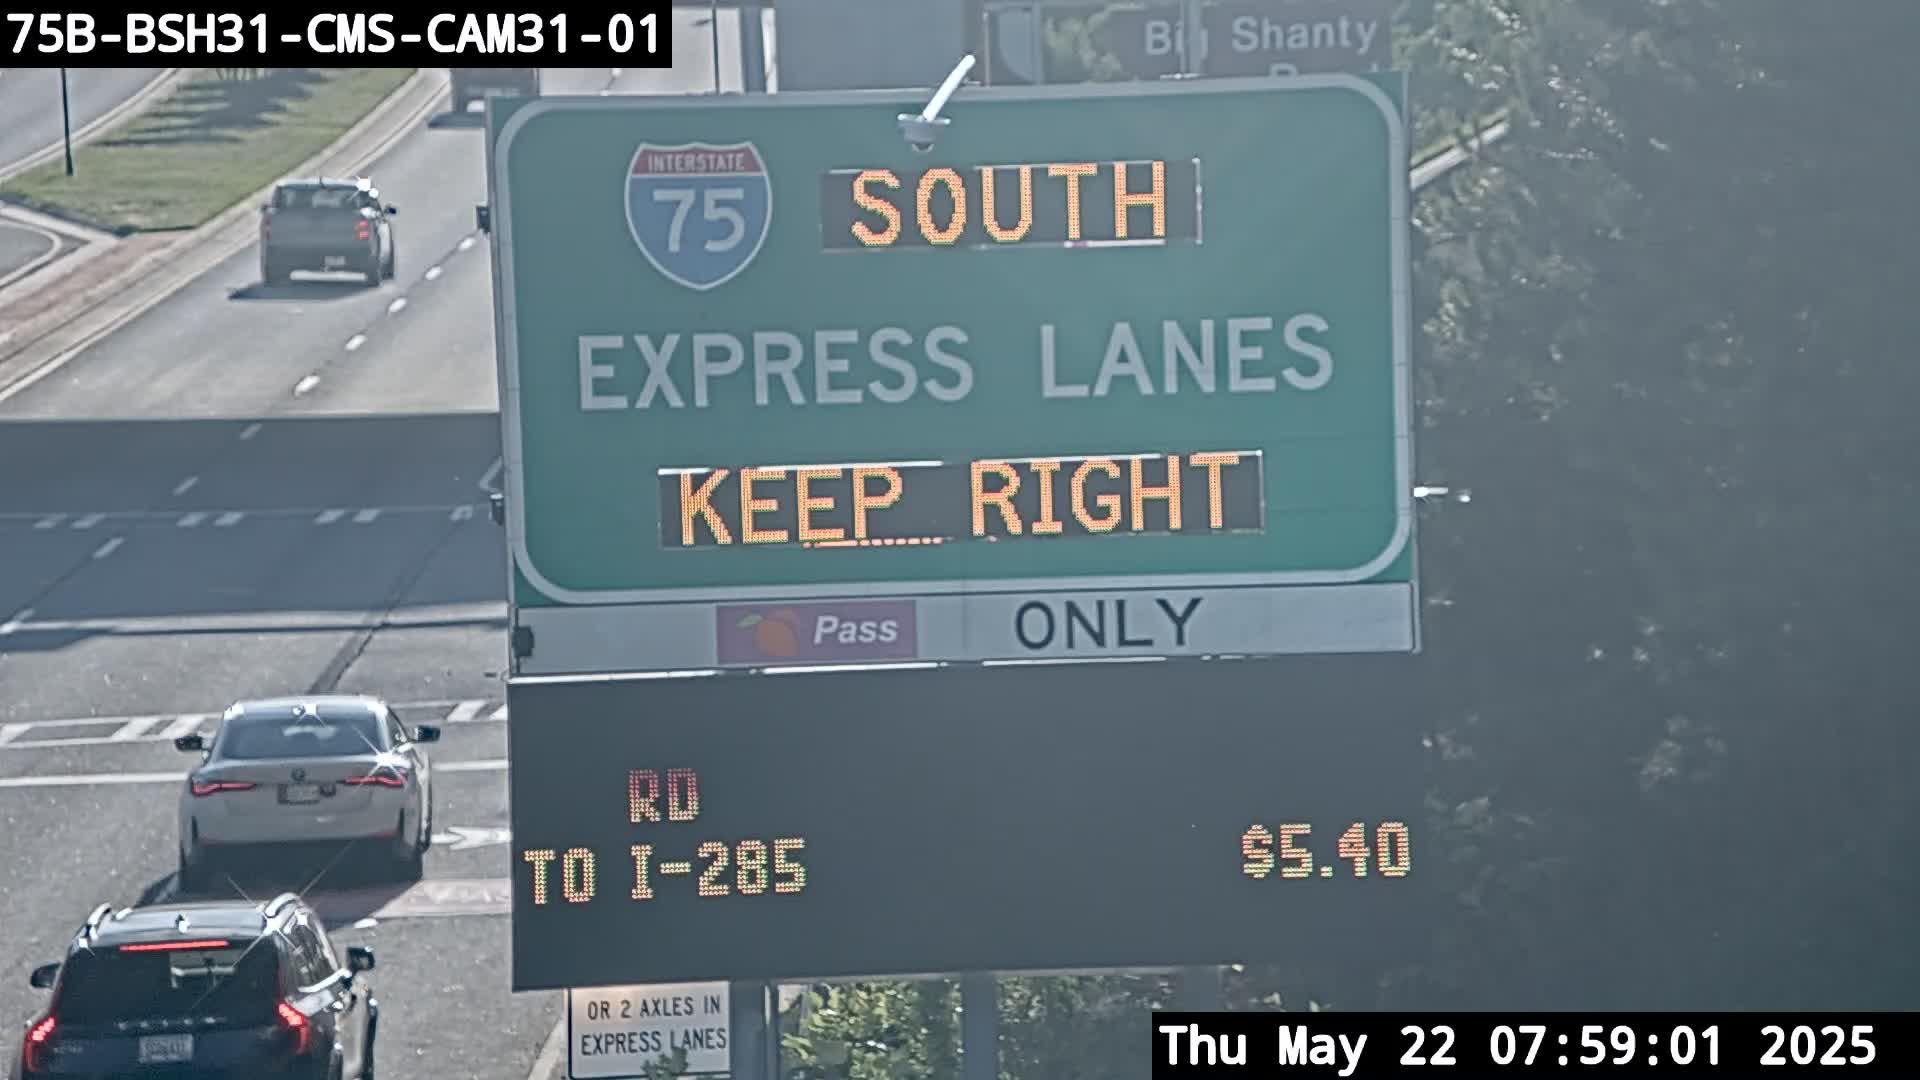 75B-BSH31-CMS-CAM31-01
Big Shanty
INTERSTATE
75
SOUTH
EXPRESS LANES
KEEP RIGHT
Pass ONLY
RD
TO I-285 $5.40
OR 2 AXLES IN
EXPRESS LANES
Thu May 22 07:59:01 2025